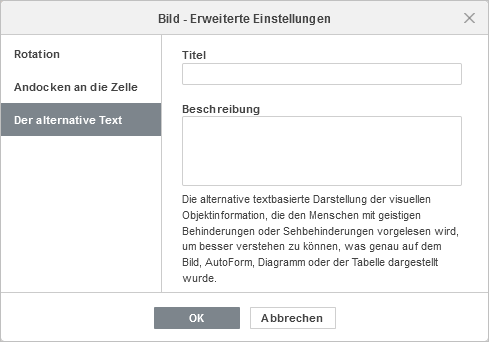 Bild - Erweiterte Einstellungen
Rotation
Andocken an die Zelle
Der alternative Text
Titel
Beschreibung
Die alternative textbasierte Darstellung der visuellen
Objektinformation, die den Menschen mit geistigen
Behinderungen oder Sehbehinderungen vorgelesen wird,
um besser verstehen zu können, was genau auf dem
Bild, AutoForm, Diagramm oder der Tabelle dargestellt
wurde.
OK
Abbrechen